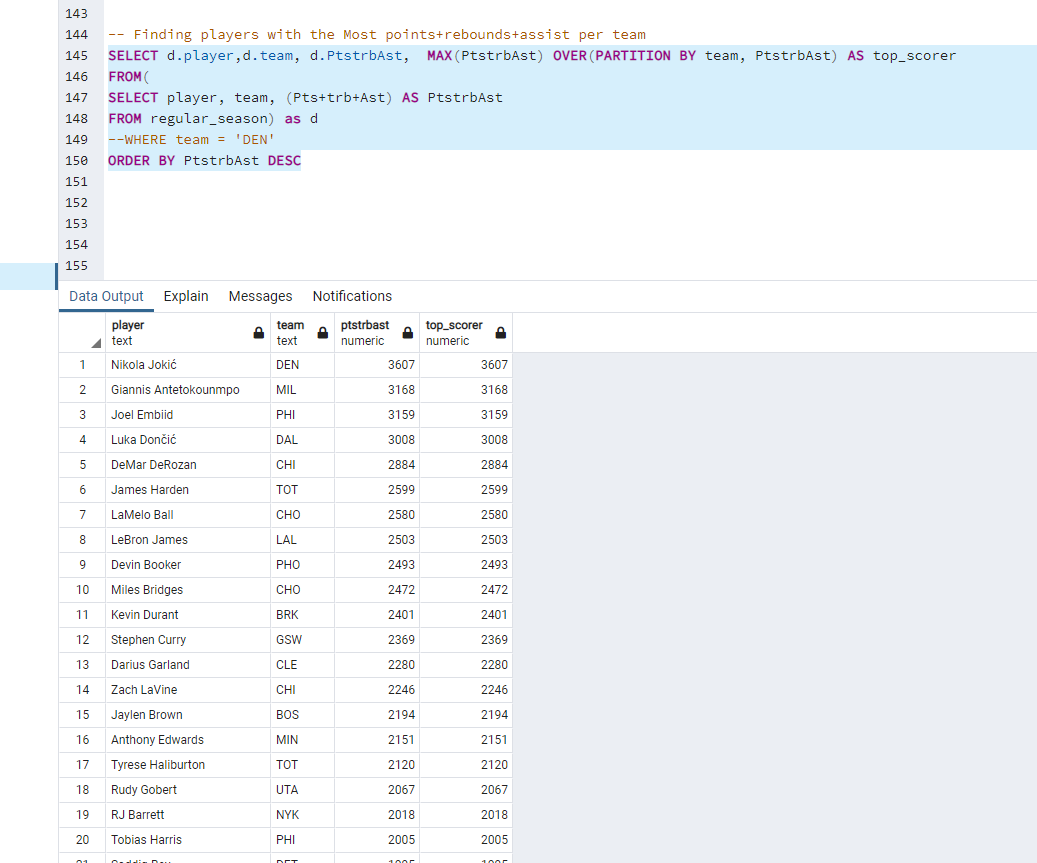 143
144 -- Finding players with the Most points+rebounds+assist per team
145 SELECT d.player,d.team, d.PtstrbAst,  MAX(PtstrbAst) OVER(PARTITION BY team, PtstrbAst) AS top_scorer
146 FROM(
147 SELECT player, team, (Pts+trb+Ast) AS PtstrbAst
148 FROM regular_season) as d
149 --WHERE team = 'DEN'
150 ORDER BY PtstrbAst DESC
151
152
153
154
155
Data Output Explain Messages Notifications
player team ptstrbast top_scorer
text text numeric numeric
1 Nikola Jokić DEN 3607 3607
2 Giannis Antetokounmpo MIL 3168 3168
3 Joel Embiid PHI 3159 3159
4 Luka Dončić DAL 3008 3008
5 DeMar DeRozan CHI 2884 2884
6 James Harden TOT 2599 2599
7 LaMelo Ball CHO 2580 2580
8 LeBron James LAL 2503 2503
9 Devin Booker PHO 2493 2493
10 Miles Bridges CHO 2472 2472
11 Kevin Durant BRK 2401 2401
12 Stephen Curry GSW 2369 2369
13 Darius Garland CLE 2280 2280
14 Zach LaVine CHI 2246 2246
15 Jaylen Brown BOS 2194 2194
16 Anthony Edwards MIN 2151 2151
17 Tyrese Haliburton TOT 2120 2120
18 Rudy Gobert UTA 2067 2067
19 RJ Barrett NYK 2018 2018
20 Tobias Harris PHI 2005 2005